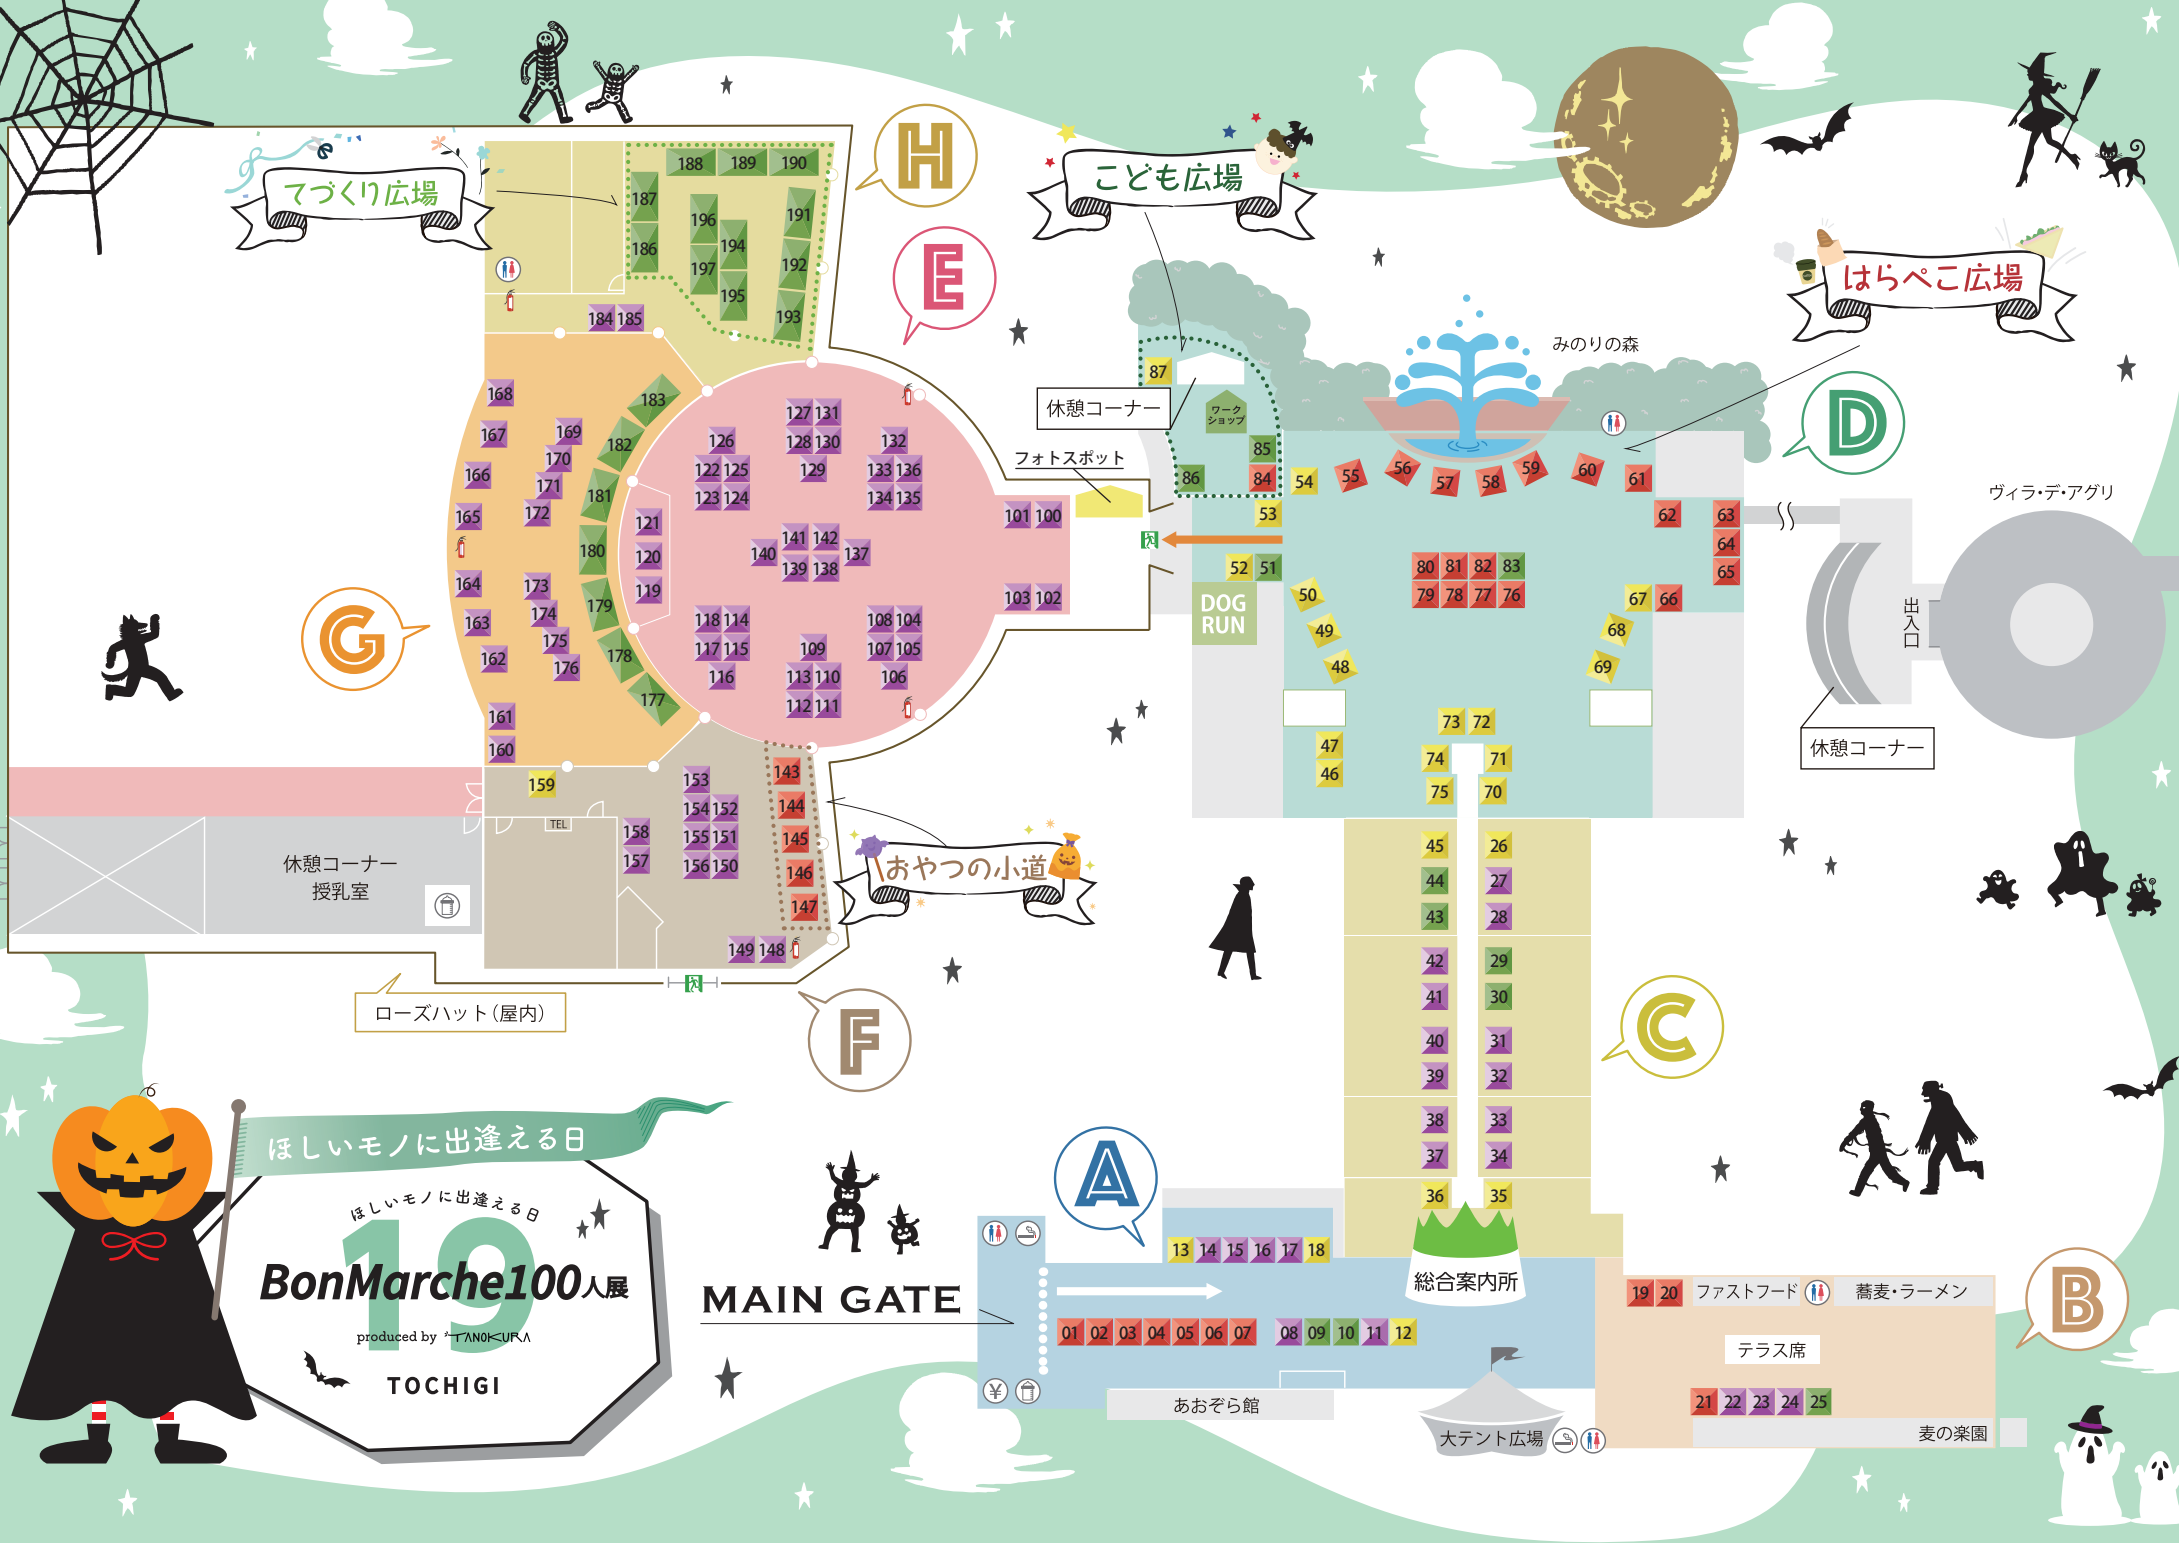 てづくり広場
H
188 189 190
187
186
196
194
197
195
191
192
193
184 185
E
こども広場
はらぺこ広場
みのりの森
D
87
休憩コーナー
ワーク
ショップ
フォトスポット
85
86 84
54 55 56 57 58 59 60 61
53
52 51
DOG
RUN
62 63
64
65
67 66
68
69
50
49
48
80 81 82 83
79 78 77 76
47
46
73 72
74 71
75 70
ヴィラ・デ・アグリ
出入口
休憩コーナー
168
167
166
165
164
163
162
161
160
169
170
171
172
173
174
175
176
183
182
181
180
179
178
177
G
127 131
128 130
129
126
122 125
123 124
132
133 136
134 135
121
120
119
141 142
140 137
139 138
101 100
103 102
118 114
117 115
116
109
113 110
112 111
108 104
107 105
106
159
TEL
158
157
153
154 152
155 151
156 150
143
144
145
146
147
149 148
おやつの小道
休憩コーナー
授乳室
ローズハット(屋内)
F
45 26
44 27
43 28
42 29
41 30
40 31
39 32
38 33
37 34
36 35
C
A
13 14 15 16 17 18
総合案内所
MAIN GATE
01 02 03 04 05 06 07
08 09 10 11 12
¥
あおぞら館
大テント広場
19 20
ファストフード
蕎麦・ラーメン
B
テラス席
21 22 23 24 25
麦の楽園
ほしいモノに出逢える日
ほしいモノに出逢える日
19
BonMarche100人展
produced by TANOKURA
TOCHIGI